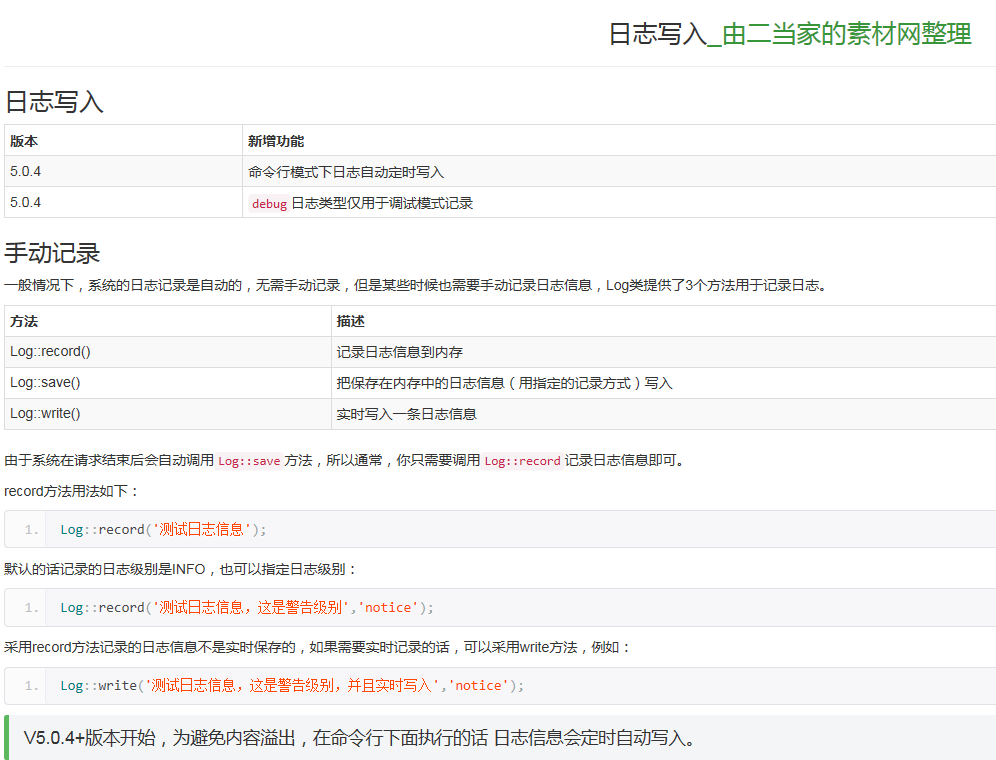 日志写入_由二当家的素材网整理
日志写入
版本 新增功能
5.0.4 命令行模式下日志自动定时写入
5.0.4 debug 日志类型仅用于调试模式记录
手动记录
一般情况下，系统的日志记录是自动的，无需手动记录，但是某些时候也需要手动记录日志信息，Log类提供了3个方法用于记录日志。
方法 描述
Log::record() 记录日志信息到内存
Log::save() 把保存在内存中的日志信息（用指定的记录方式）写入
Log::write() 实时写入一条日志信息
由于系统在请求结束后会自动调用 Log::save 方法，所以通常，你只需要调用 Log::record 记录日志信息即可。
record方法用法如下：
1. Log::record('测试日志信息');
默认的话记录的日志级别是INFO，也可以指定日志级别：
1. Log::record('测试日志信息，这是警告级别','notice');
采用record方法记录的日志信息不是实时保存的，如果需要实时记录的话，可以采用write方法，例如：
1. Log::write('测试日志信息，这是警告级别，并且实时写入','notice');
V5.0.4+版本开始，为避免内容溢出，在命令行下面执行的话 日志信息会定时自动写入。